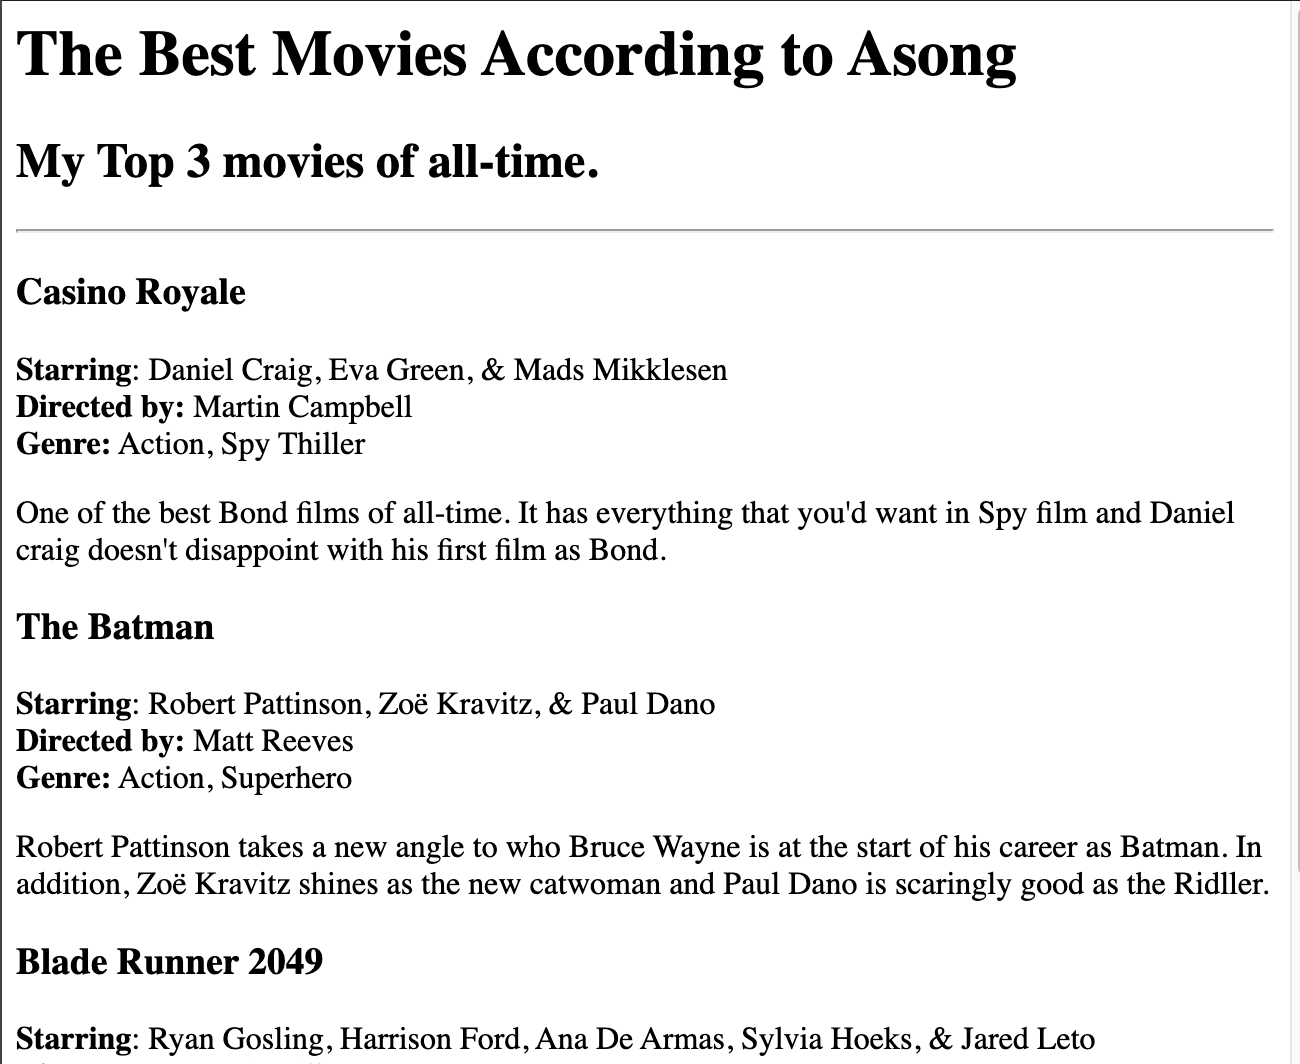 The Best Movies According to Asong
My Top 3 movies of all-time.
Casino Royale
Starring: Daniel Craig, Eva Green, & Mads Mikklesen
Directed by: Martin Campbell
Genre: Action, Spy Thiller
One of the best Bond films of all-time. It has everything that you'd want in Spy film and Daniel
craig doesn't disappoint with his first film as Bond.
The Batman
Starring: Robert Pattinson, Zoë Kravitz, & Paul Dano
Directed by: Matt Reeves
Genre: Action, Superhero
Robert Pattinson takes a new angle to who Bruce Wayne is at the start of his career as Batman. In
addition, Zoë Kravitz shines as the new catwoman and Paul Dano is scaringly good as the Ridller.
Blade Runner 2049
Starring: Ryan Gosling, Harrison Ford, Ana De Armas, Sylvia Hoeks, & Jared Leto